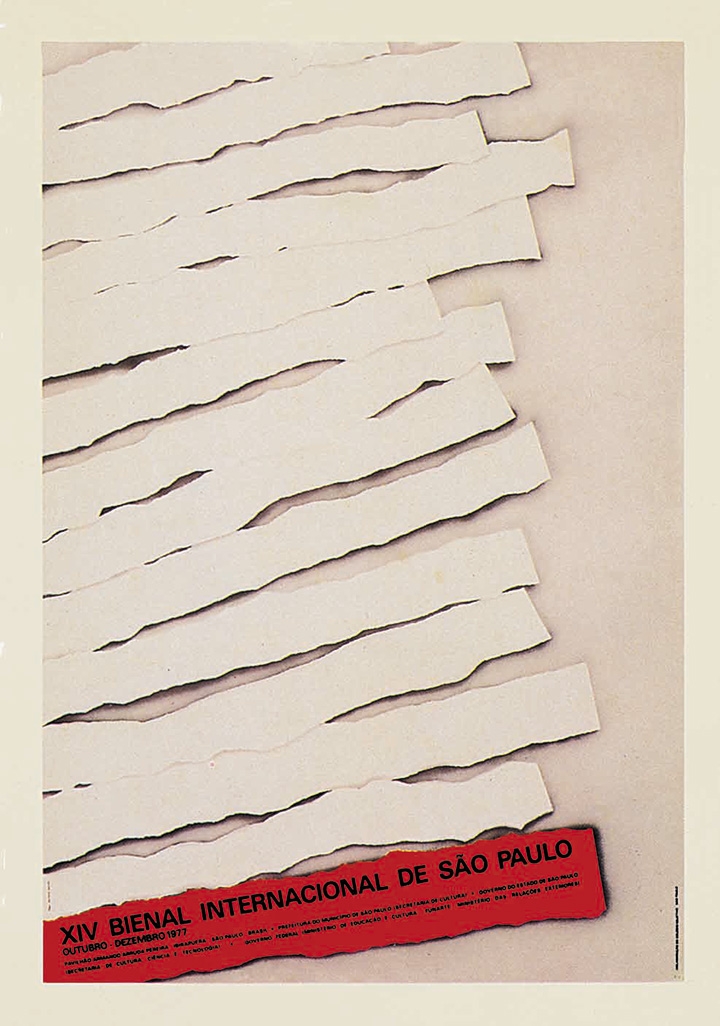 XIV BIENAL INTERNACIONAL DE SÃO PAULO
OUTUBRO - DEZEMBRO 1977
PAVILHÃO ARMANDO ARRUDA PEREIRA IBIRAPUERA SÃO PAULO BRASIL • PREFEITURA DO MUNICÍPIO DE SÃO PAULO (SECRETARIA DE CULTURA) • GOVERNO DO ESTADO DE SÃO PAULO
(SECRETARIA DE CULTURA, CIÊNCIA E TECNOLOGIA) / GOVERNO FEDERAL (MINISTÉRIO DE EDUCAÇÃO E CULTURA FUNARTE MINISTÉRIO DAS RELAÇÕES EXTERIORES)